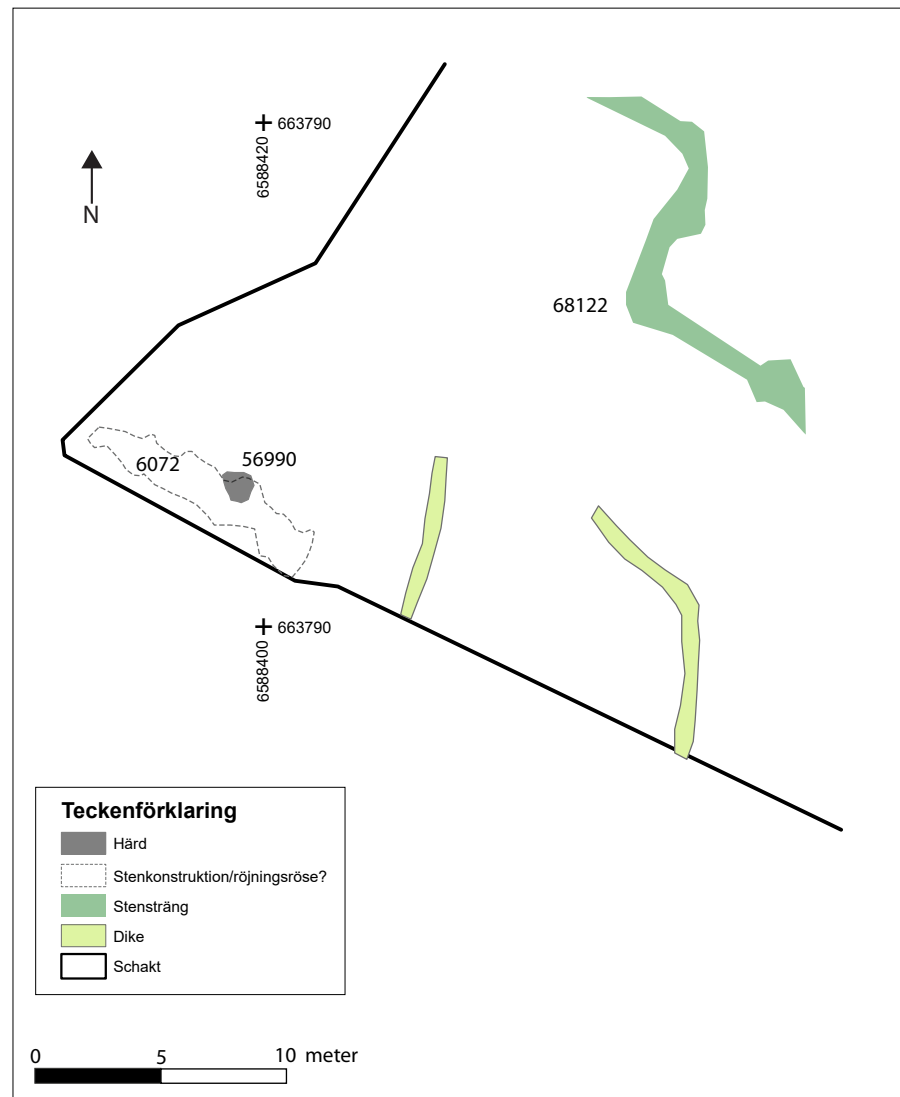 663790
6588420
N
68122
6072
56990
663790
6588400
Teckenförklaring
Härd
Stenkonstruktion/röjningsröse?
Stensträng
Dike
Schakt
0 5 10 meter